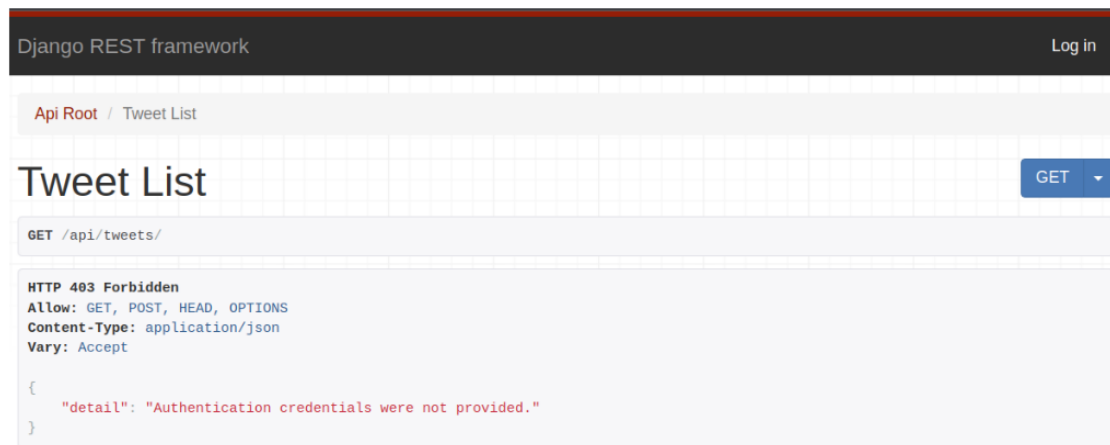 Django REST framework Log in
Api Root / Tweet List
Tweet List GET
GET /api/tweets/
HTTP 403 Forbidden
Allow: GET, POST, HEAD, OPTIONS
Content-Type: application/json
Vary: Accept
{
    "detail": "Authentication credentials were not provided."
}